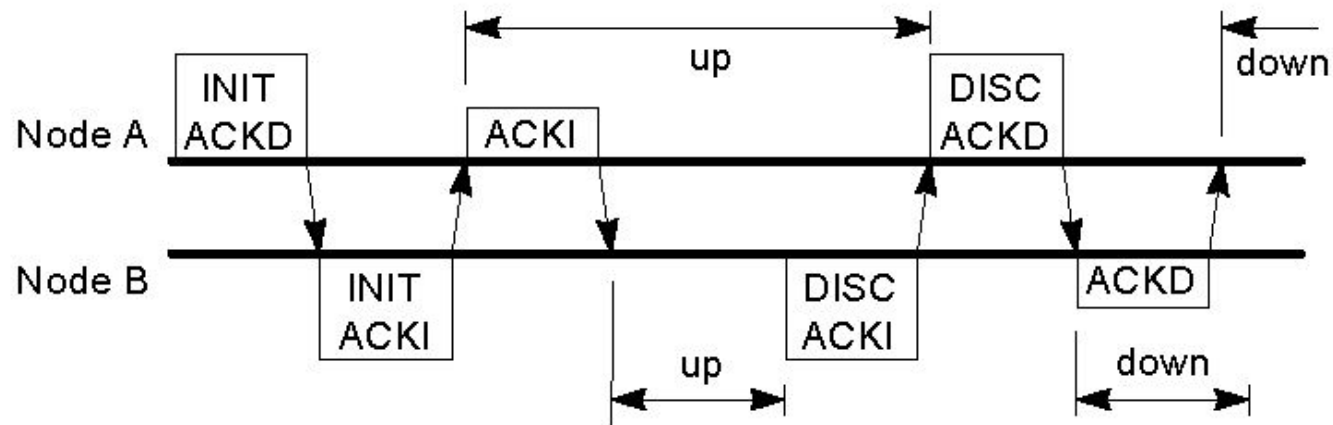 up
down
INIT
ACKD
DISC
ACKD
Node A
ACKI
Node B
INIT
ACKI
DISC
ACKI
ACKD
up
down